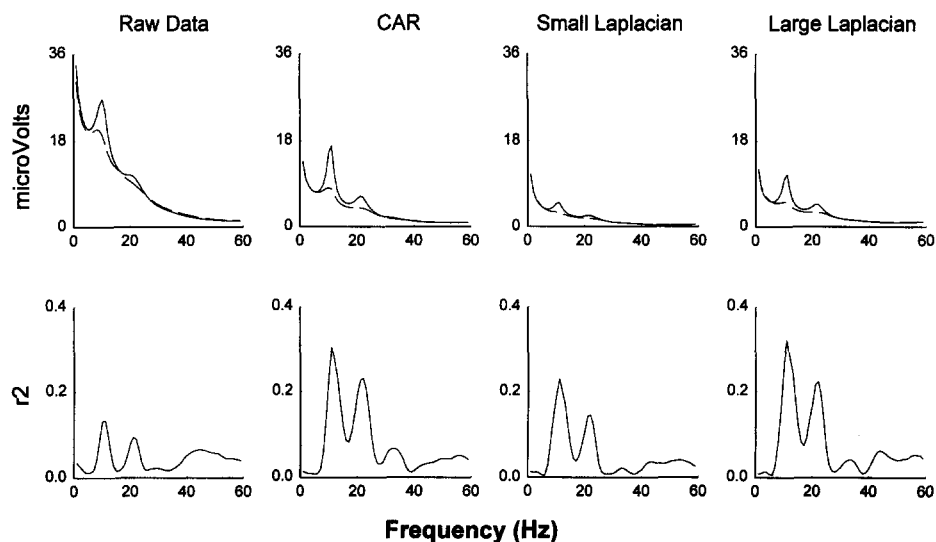 Raw Data CAR Small Laplacian Large Laplacian
microVolts
36 36 36 36
18 18 18 18
0 0 0 0
0 20 40 60 0 20 40 60 0 20 40 60 0 20 40 60
r2
0.4 0.4 0.4 0.4
0.2 0.2 0.2 0.2
0.0 0.0 0.0 0.0
0 20 40 60 0 20 40 60 0 20 40 60 0 20 40 60
Frequency (Hz)